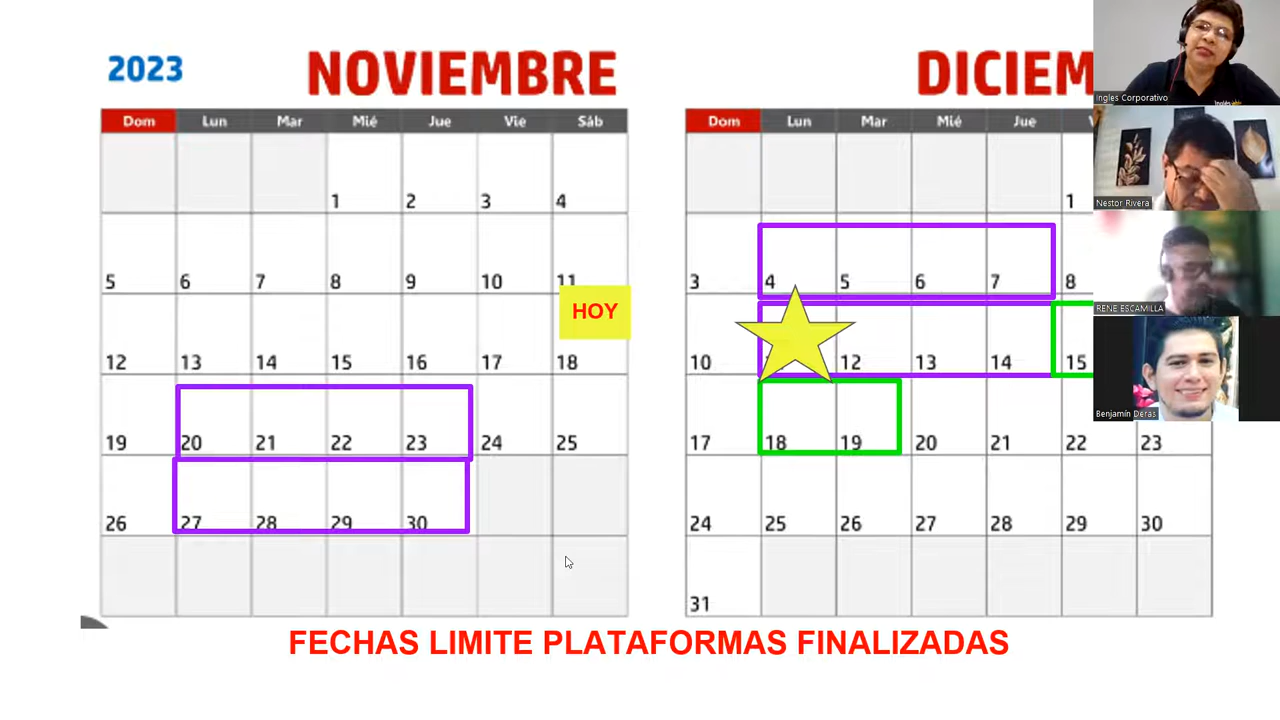 2023 NOVIEMBRE
Dom Lun Mar Mié Jue Vie Sáb
1 2 3 4
5 6 7 8 9 10 11
HOY
12 13 14 15 16 17 18
19 20 21 22 23 24 25
26 27 28 29 30
DICIEM
Dom Lun Mar Mié Jue
1
3 4 5 6 7 8
10 12 13 14 15
17 18 19 20 21 22 23
24 25 26 27 28 29 30
31
FECHAS LIMITE PLATAFORMAS FINALIZADAS
Ingles Corporativo
Nestor Rivera
RENE ESCAMILLA
Benjamín Deras